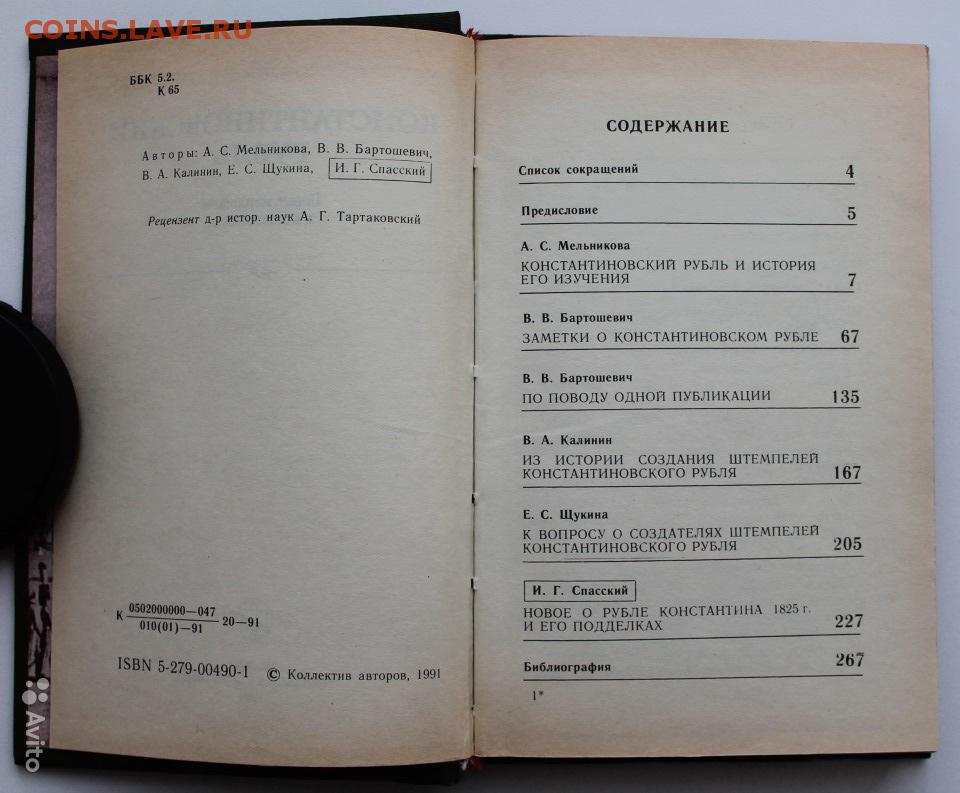 COINS.LAVE.RU
ББК 5.2.
К 65
Авторы: А. С. Мельникова, В. В. Бартошевич,
В. А. Калинин, Е. С. Щукина, И. Г. Спасский
Рецензент д-р истор. наук А. Г. Тартаковский
К 0502000000—047
010(01)—91 20—91
ISBN 5-279-00490-1 © Коллектив авторов, 1991
СОДЕРЖАНИЕ
Список сокращений 4
Предисловие 5
А. С. Мельникова
КОНСТАНТИНОВСКИЙ РУБЛЬ И ИСТОРИЯ
ЕГО ИЗУЧЕНИЯ 7
В. В. Бартошевич
ЗАМЕТКИ О КОНСТАНТИНОВСКОМ РУБЛЕ 67
В. В. Бартошевич
ПО ПОВОДУ ОДНОЙ ПУБЛИКАЦИИ 135
В. А. Калинин
ИЗ ИСТОРИИ СОЗДАНИЯ ШТЕМПЕЛЕЙ
КОНСТАНТИНОВСКОГО РУБЛЯ 167
Е. С. Щукина
К ВОПРОСУ О СОЗДАТЕЛЯХ ШТЕМПЕЛЕЙ
КОНСТАНТИНОВСКОГО РУБЛЯ 205
И. Г. Спасский
НОВОЕ О РУБЛЕ КОНСТАНТИНА 1825 г.
И ЕГО ПОДДЕЛКАХ 227
Библиография 267
1*
Avito